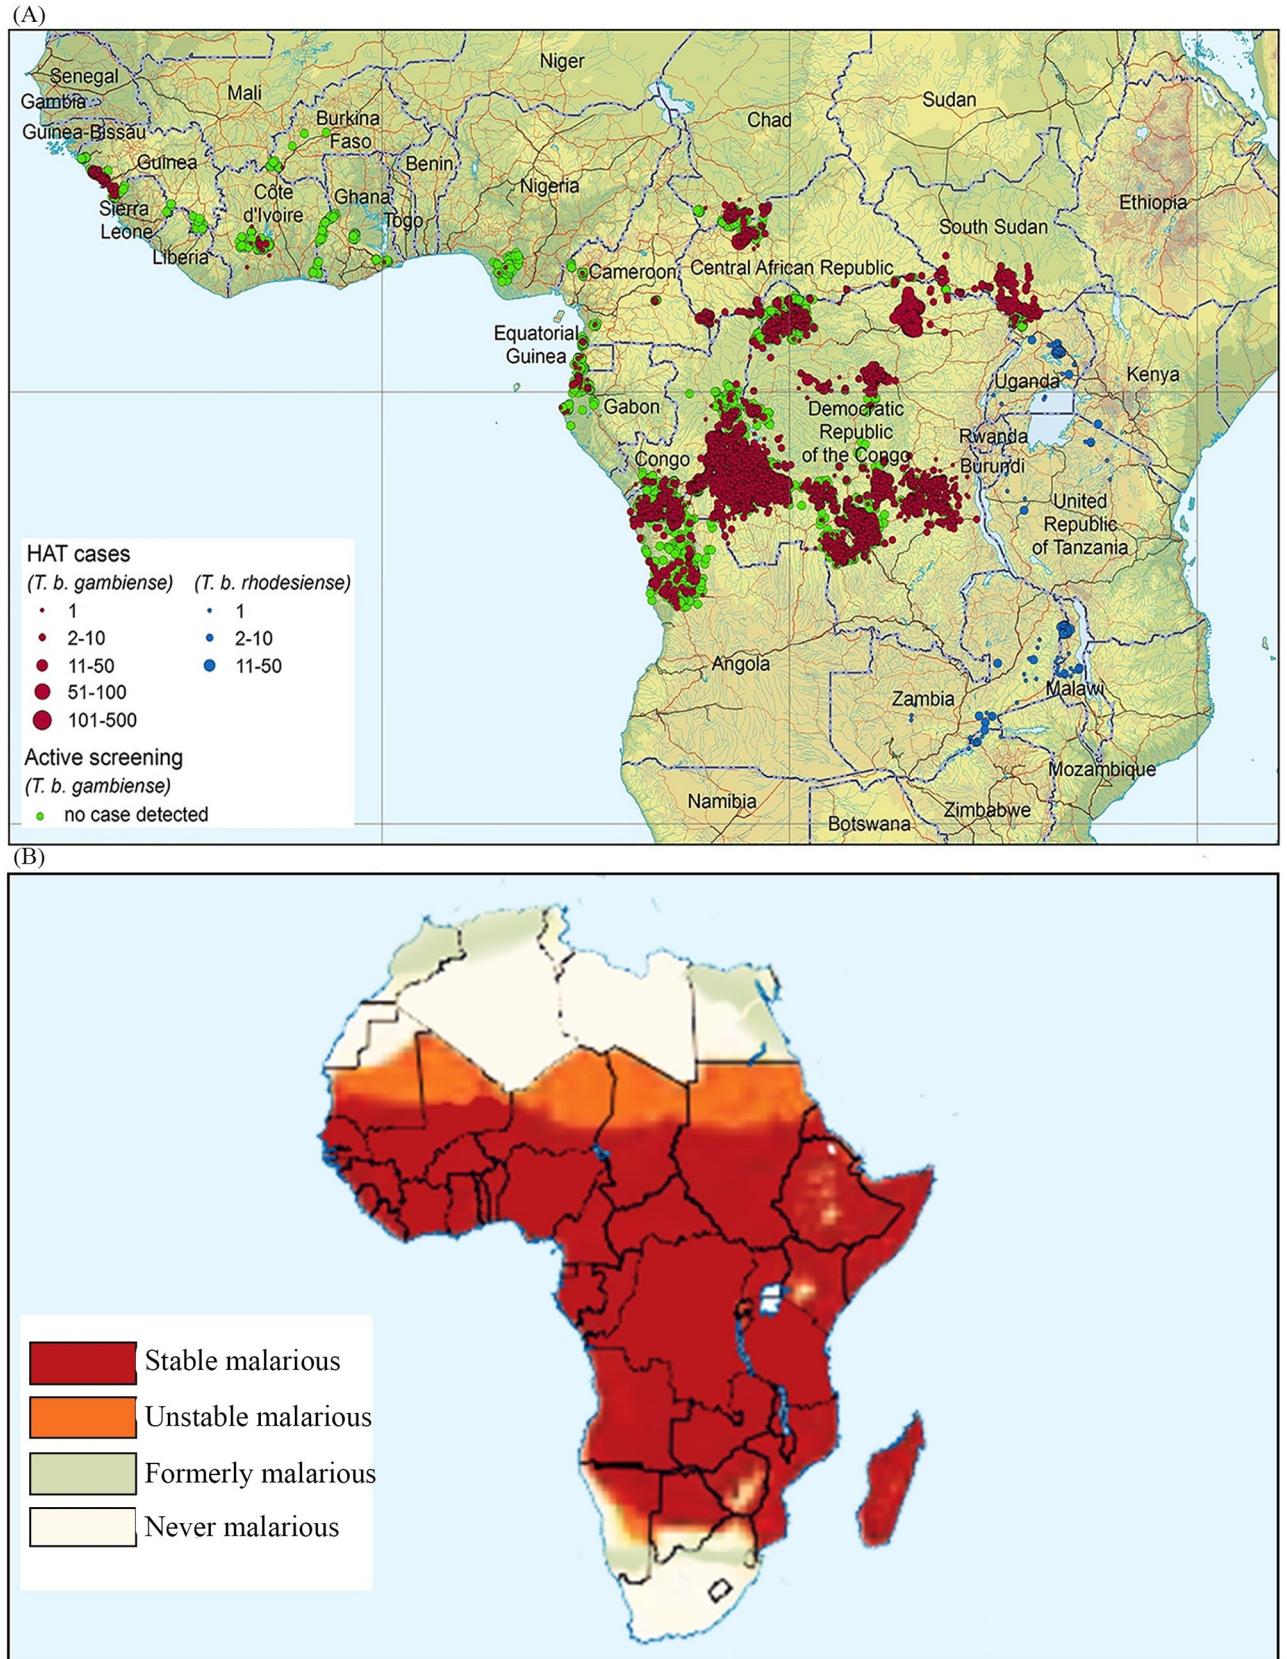 (A)
Niger
Senegal
Mali
Sudan
Gambia
Burkina
Faso
Chad
Guinea-Bissau
Guinea
Benin
Nigeria
Ethiopia
Côte
d'Ivoire
Ghana
Togo
Sierra
Leone
South Sudan
Liberia
Cameroon
Central African Republic
Equatorial
Guinea
Uganda
Kenya
Gabon
Democratic
Republic
of the Congo
Rwanda
Congo
Burundi
United
Republic
of Tanzania
HAT cases
(T. b. gambiense) (T. b. rhodesiense)
1 1
2-10 2-10
11-50 11-50
51-100
101-500
Active screening
(T. b. gambiense)
no case detected
Angola
Zambia
Malawi
Mozambique
Namibia
Zimbabwe
Botswana
(B)
Stable malarious
Unstable malarious
Formerly malarious
Never malarious